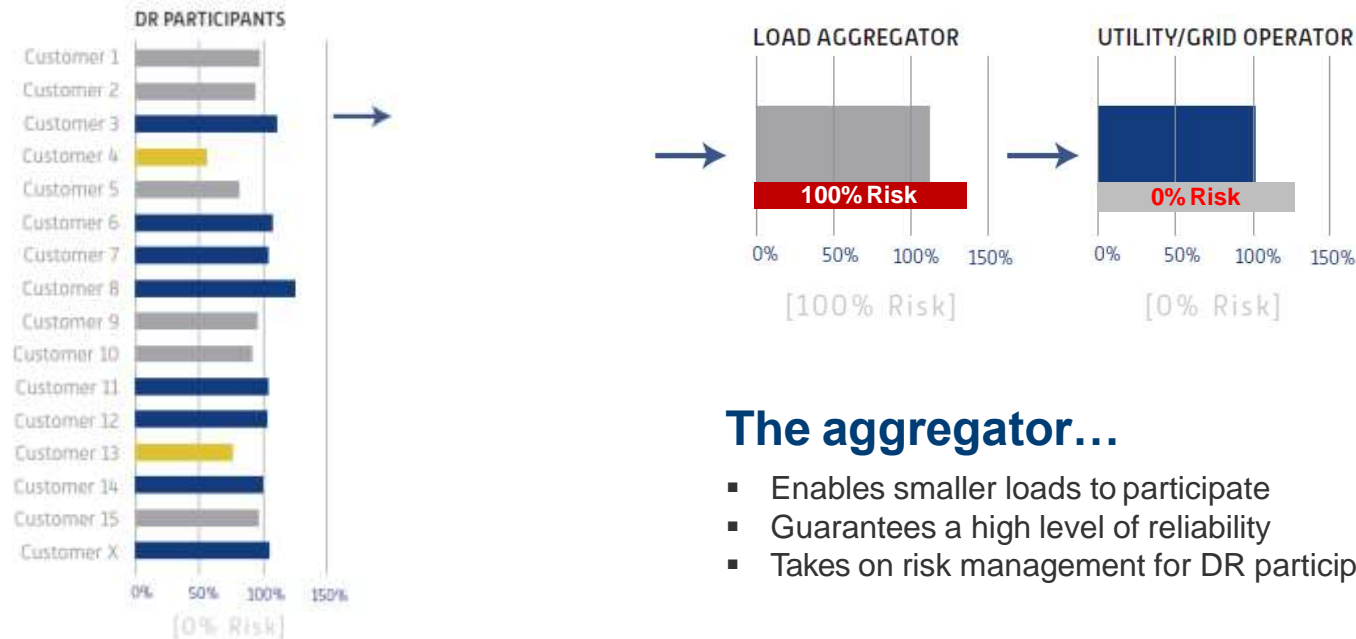 DR PARTICIPANTS
Customer 1
Customer 2
Customer 3
Customer 4
Customer 5
Customer 6
Customer 7
Customer 8
Customer 9
Customer 10
Customer 11
Customer 12
Customer 13
Customer 14
Customer 15
Customer X
0% 50% 100% 150%
[0% Risk]
LOAD AGGREGATOR
100% Risk
0% 50% 100% 150%
[100% Risk]
UTILITY/GRID OPERATOR
0% Risk
0% 50% 100% 150%
[0% Risk]
The aggregator…
▪ Enables smaller loads to participate
▪ Guarantees a high level of reliability
▪ Takes on risk management for DR particip